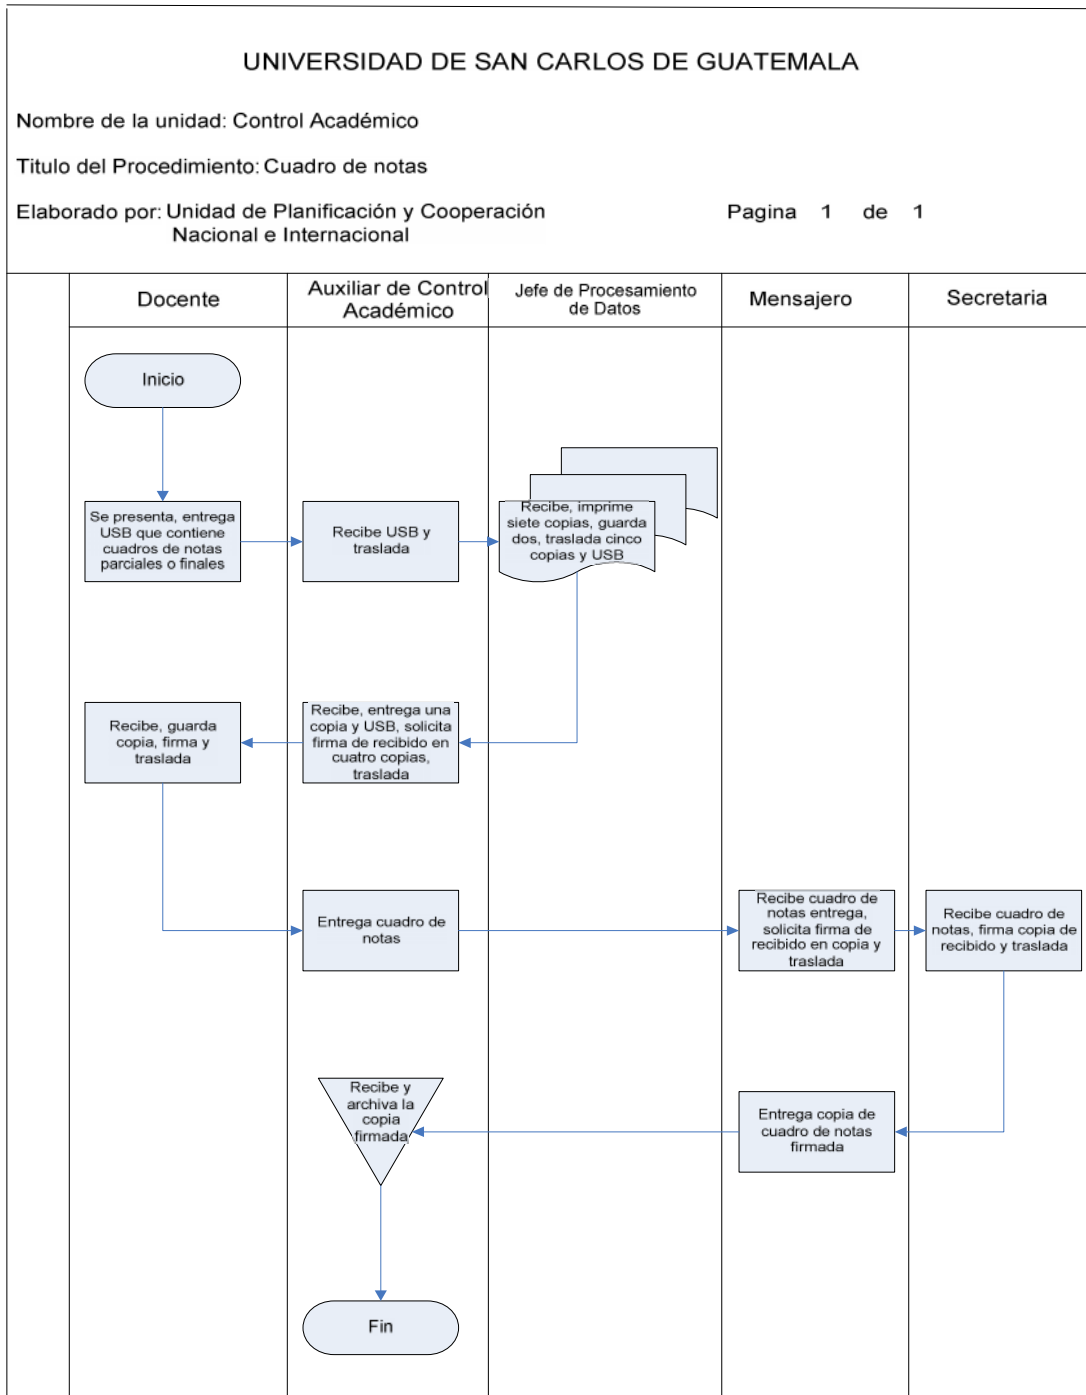 UNIVERSIDAD DE SAN CARLOS DE GUATEMALA
Nombre de la unidad: Control Académico
Titulo del Procedimiento: Cuadro de notas
Elaborado por: Unidad de Planificación y Cooperación
Nacional e Internacional
Pagina 1 de 1
Docente
Auxiliar de Control
Académico
Jefe de Procesamiento
de Datos
Mensajero
Secretaria
Inicio
Se presenta, entrega
USB que contiene
cuadros de notas
parciales o finales
Recibe USB y
traslada
Recibe, imprime
siete copias, guarda
dos, traslada cinco
copias y USB
Recibe, guarda
copia, firma y
traslada
Recibe, entrega una
copia y USB, solicita
firma de recibido en
cuatro copias,
traslada
Entrega cuadro de
notas
Recibe cuadro de
notas entrega,
solicita firma de
recibido en copia y
traslada
Recibe cuadro de
notas, firma copia de
recibido y traslada
Recibe y
archiva la
copia
firmada
Entrega copia de
cuadro de notas
firmada
Fin